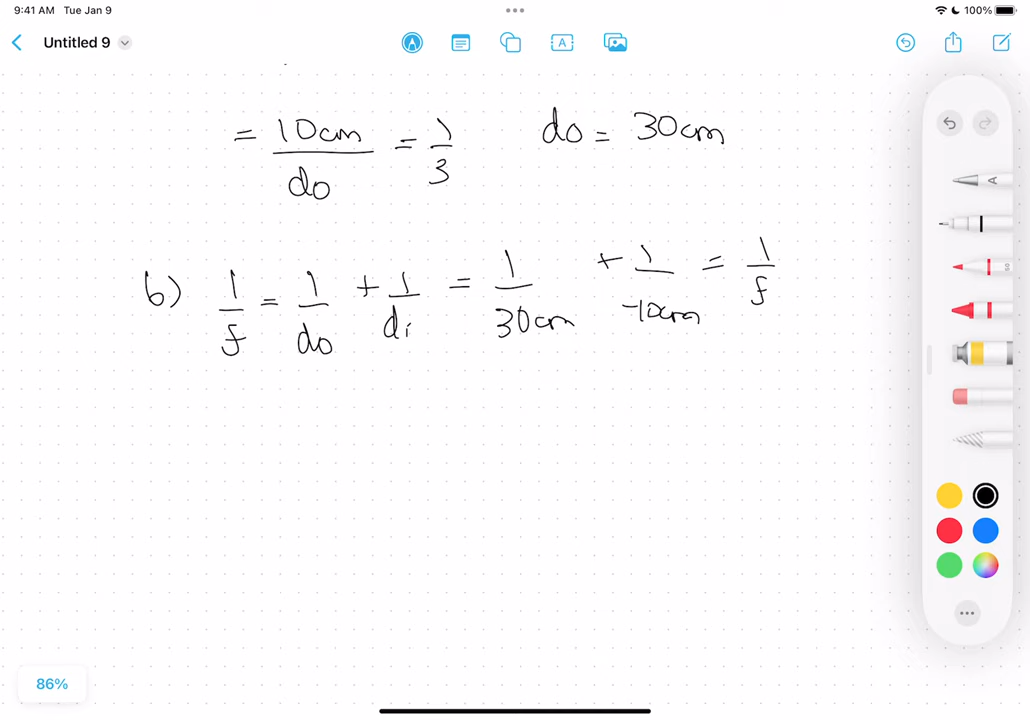 9:41 AM Tue Jan 9 100%
Untitled 9
A
A
50
= 10cm/do = 1/3 do = 30cm
b) 1/f = 1/do + 1/di = 1/30cm + 1/-10cm = 1/f
86%